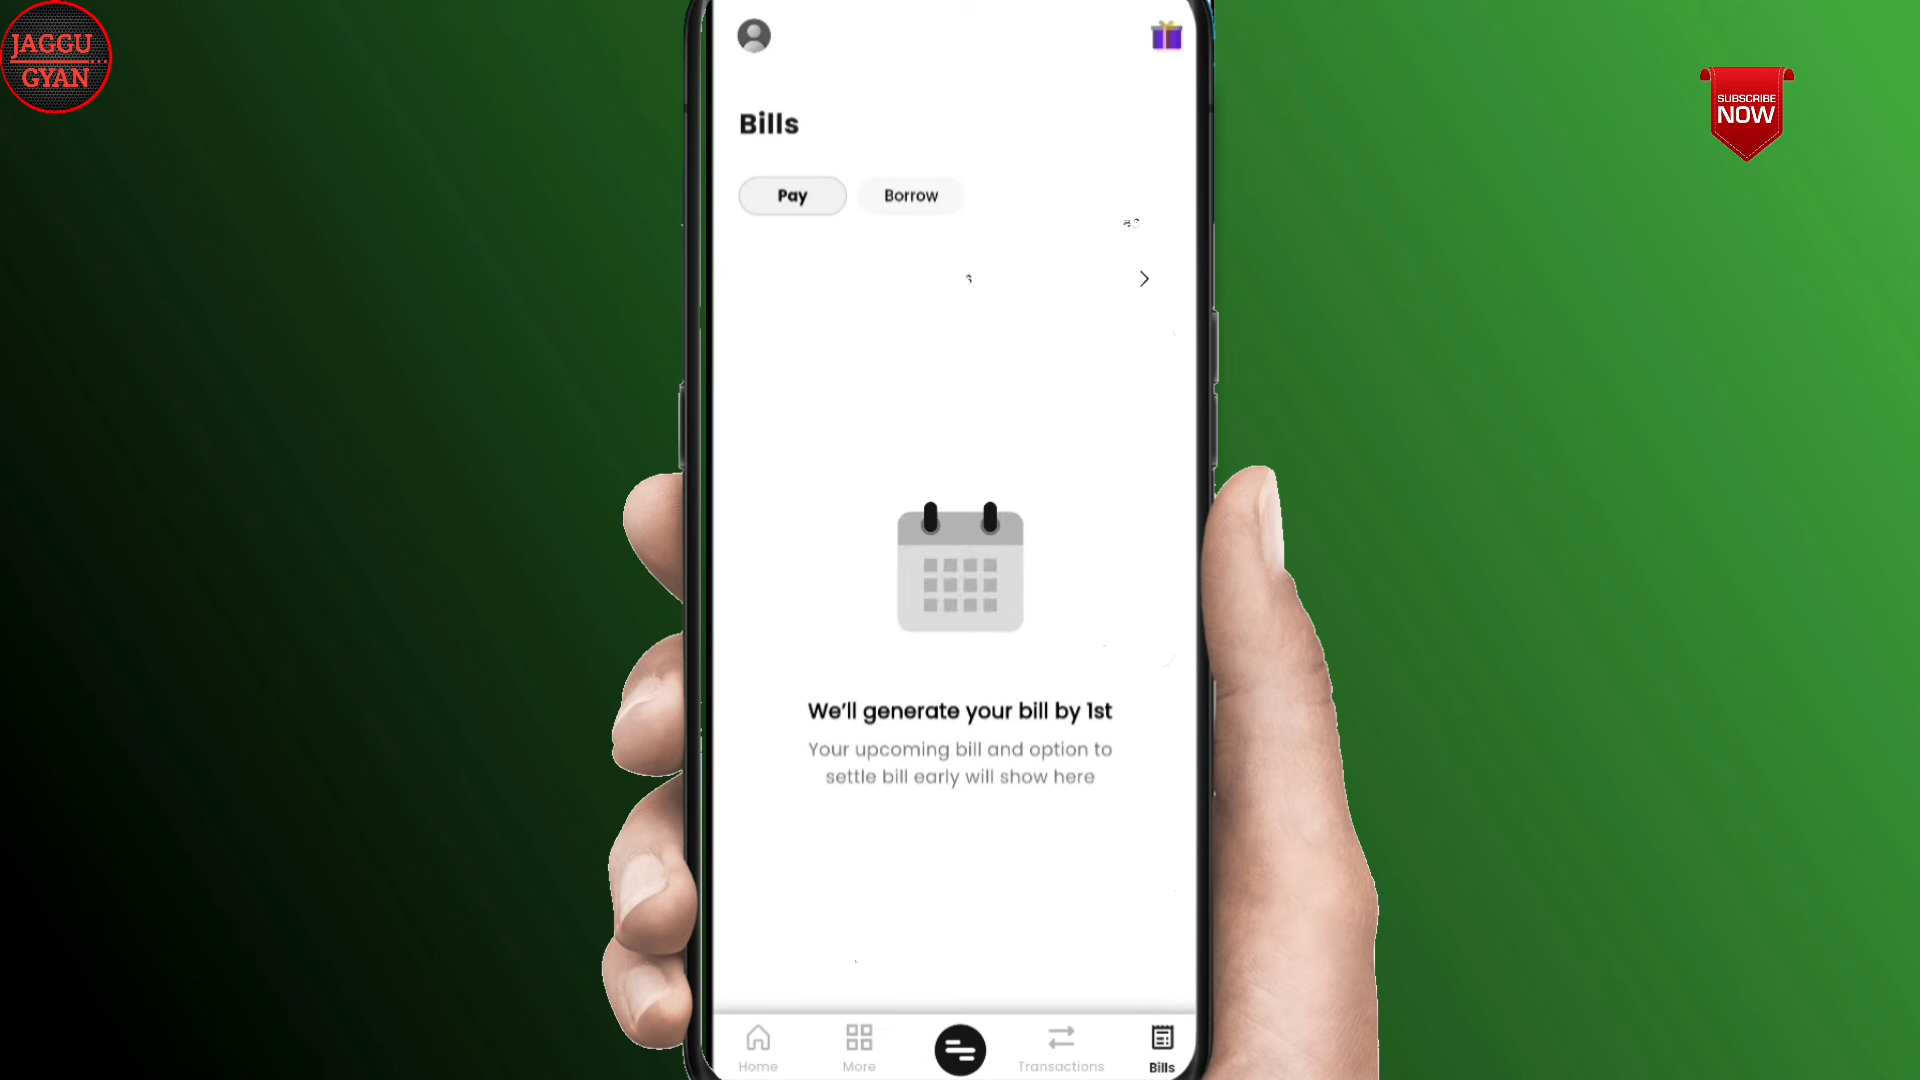 JAGGU
GYAN
SUBSCRIBE
NOW
Bills
Pay
Borrow
We'll generate your bill by 1st
Your upcoming bill and option to
settle bill early will show here
Home
More
Transactions
Bills